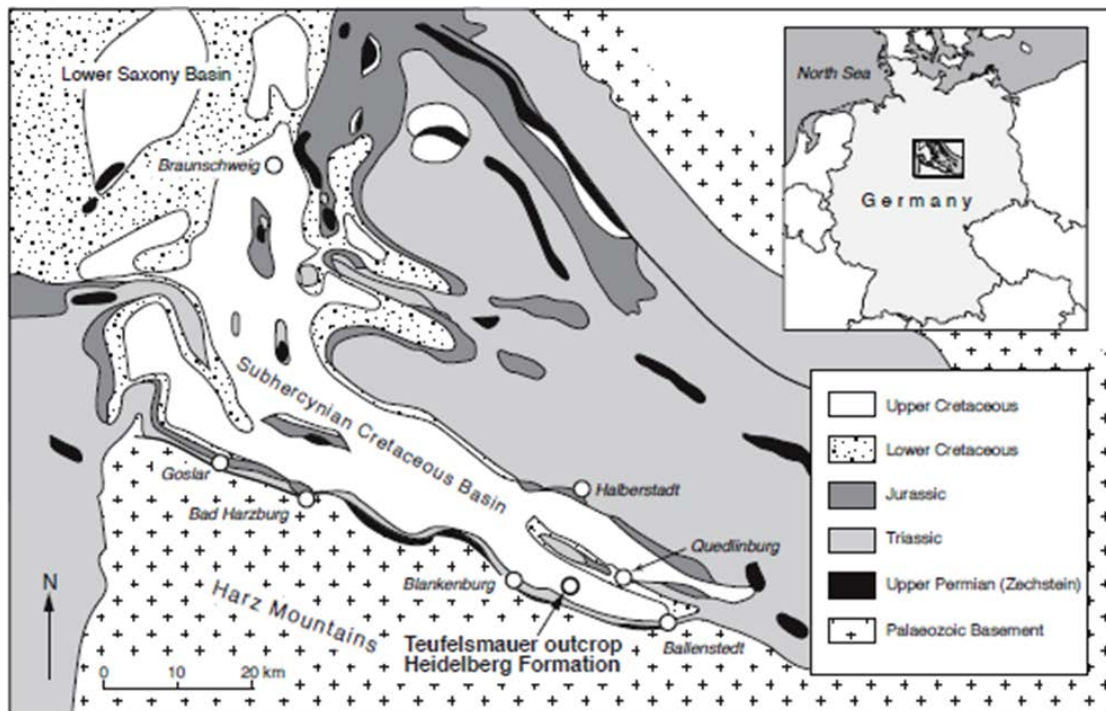 Lower Saxony Basin
North Sea
Braunschweig
Germany
Subhercynian Cretaceous Basin
Goslar
Bad Harzburg
Halberstadt
Quedlinburg
Blankenburg
Ballenstedt
Harz Mountains
Teufelsmauer outcrop
Heidelberg Formation
N
0 10 20 km
Upper Cretaceous
Lower Cretaceous
Jurassic
Triassic
Upper Permian (Zechstein)
Palaeozoic Basement